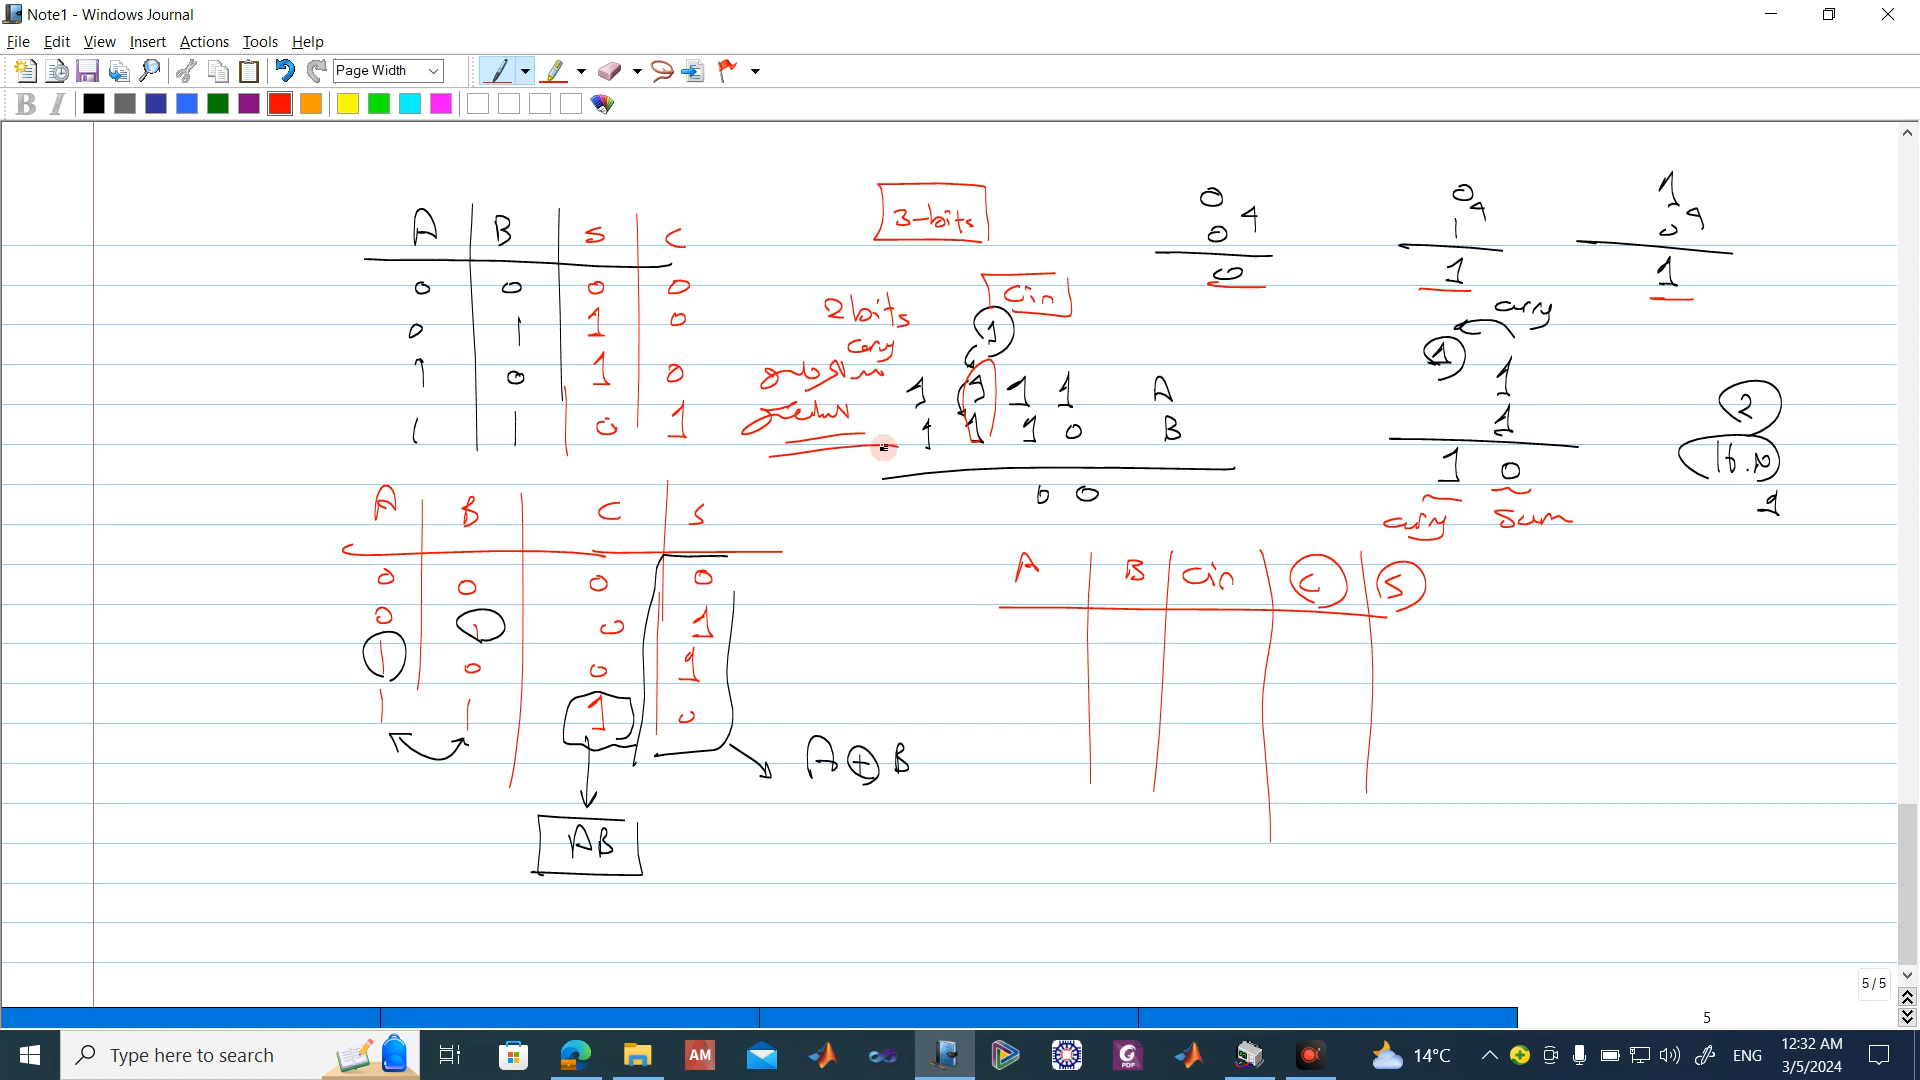 Note1 - Windows Journal
File Edit View Insert Actions Tools Help
Page Width
B I
A B S C
0 0 0 0
0 1 1 0
1 0 1 0
1 1 0 1
3-bits
2 bits
cin
1
1 1 1 1 A
1 1 1 0 B
0 0
0
0
0
0
1
1
1
0
1
carry
1
1
1
1 0
carry sum
2
A B C S
0 0 0 0
0 1 0 1
1 0 0 1
1 1 1 0
A ⊕ B
AB
A B Cin C S
5 / 5
5
Type here to search
AM
PDF
14°C
ENG
12:32 AM
3/5/2024